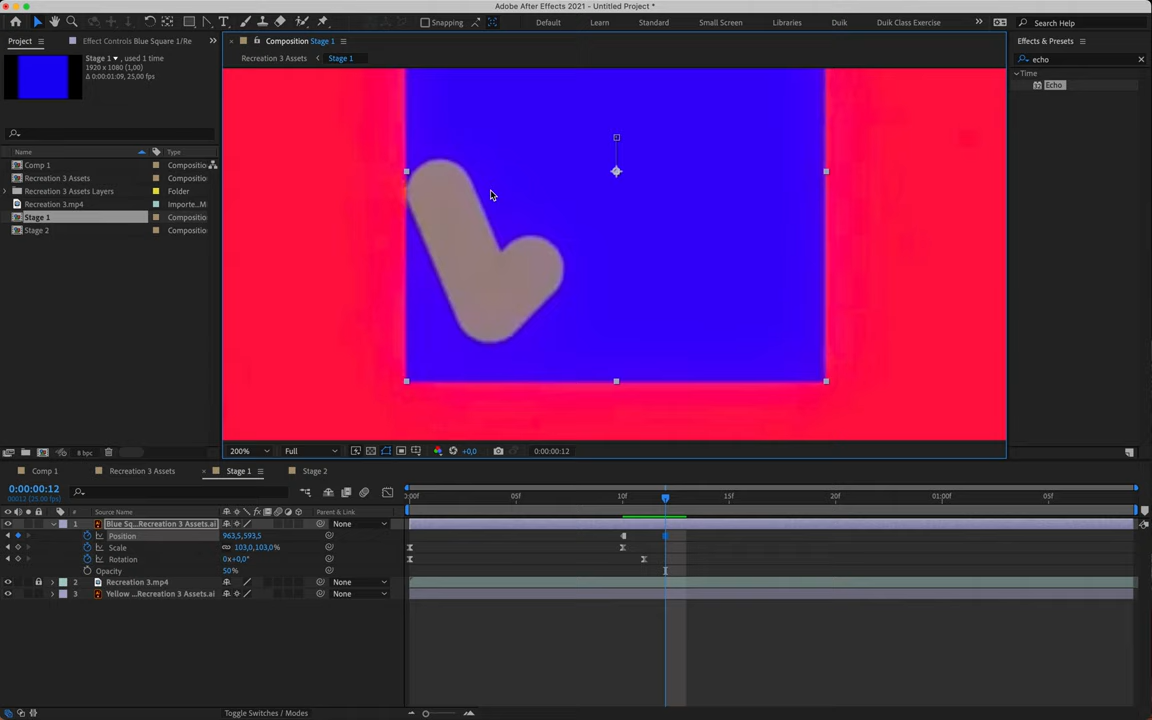 Adobe After Effects 2021 - Untitled Project *
Snapping
Default
Learn
Standard
Small Screen
Libraries
Duik
Duik Class Exercise
Search Help
Project
Effect Controls Blue Square 1/Re
Composition Stage 1
Effects & Presets
Recreation 3 Assets
Stage 1
echo
Stage 1 , used 1 time
1920 x 1080 (1,00)
Δ 0:00:01:09, 25,00 fps
Time
Echo
Name
Type
Comp 1
Compositio
Recreation 3 Assets
Compositio
Recreation 3 Assets Layers
Folder
Recreation 3.mp4
Importe...M
Stage 1
Compositio
Stage 2
Compositio
8 bpc
200%
Full
+0,0
0:00:00:12
Comp 1
Recreation 3 Assets
Stage 1
Stage 2
0:00:00:12
00012 (25.00 fps)
:00f
05f
10f
15f
20f
01:00f
05f
#
Source Name
Parent & Link
1
Blue Sq...Recreation 3 Assets.ai
None
Position
963,5,593,5
Scale
103,0,103,0%
Rotation
0x+0,0°
Opacity
50%
2
Recreation 3.mp4
None
3
Yellow ...Recreation 3 Assets.ai
None
Toggle Switches / Modes